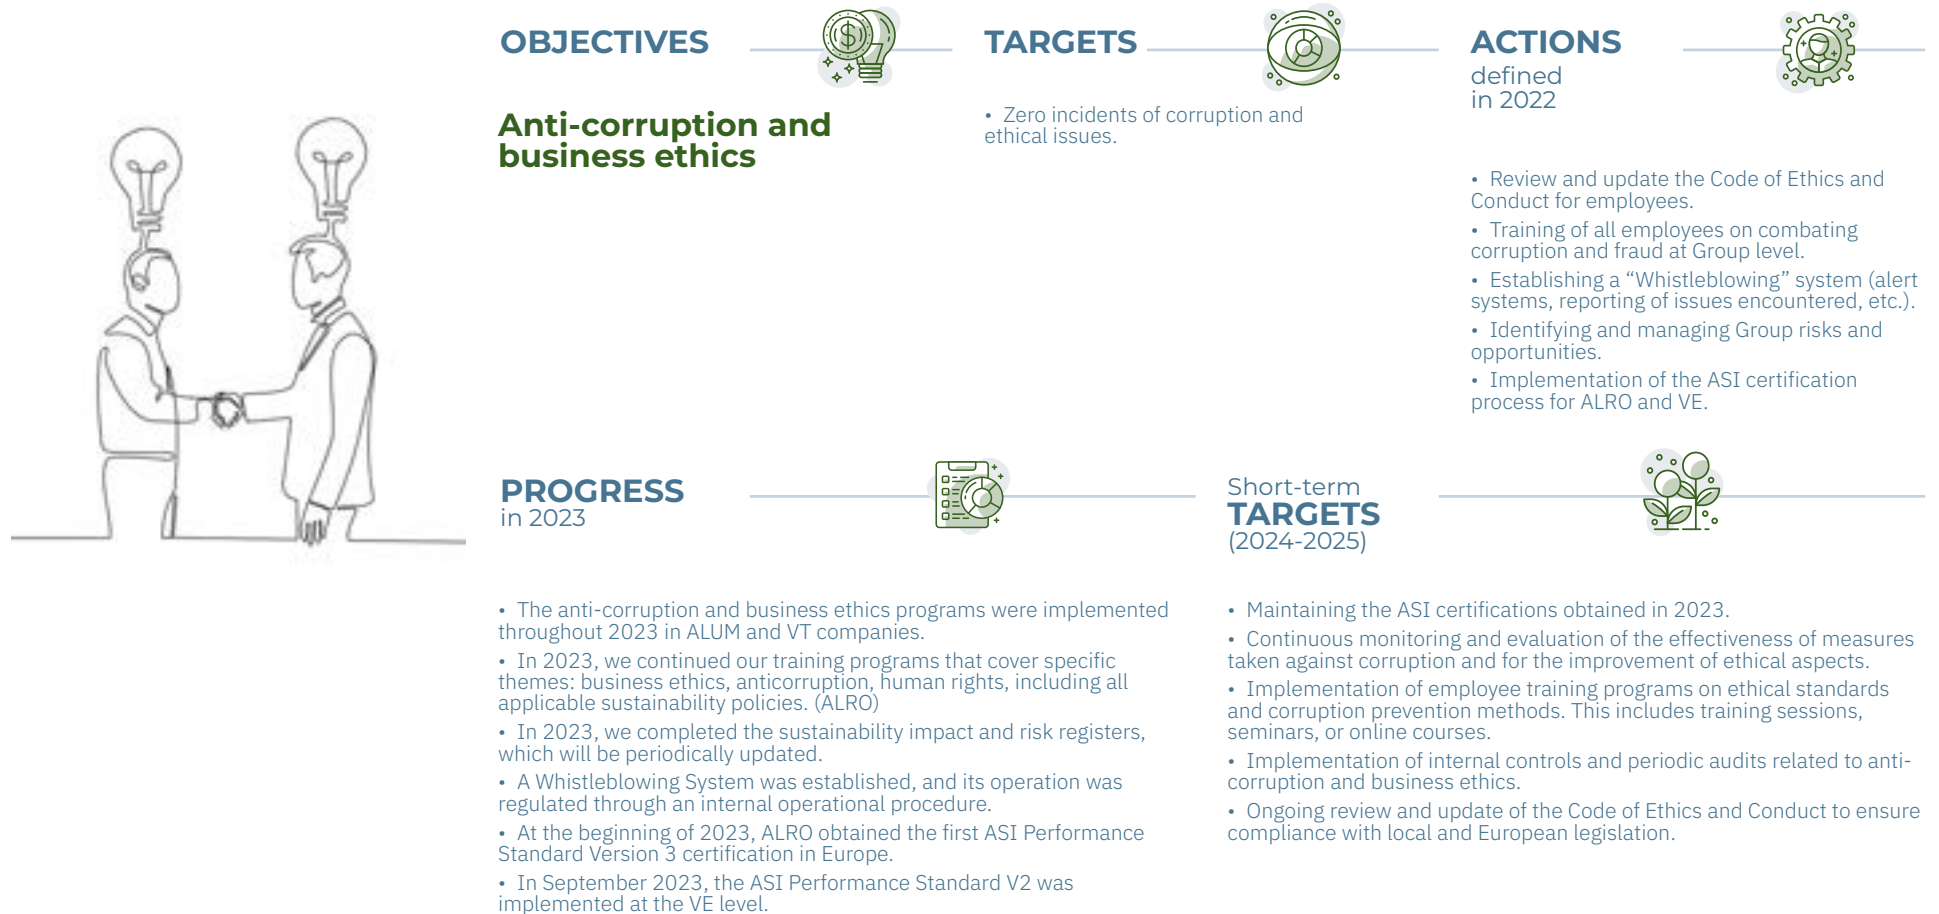 OBJECTIVES
Anti-corruption and
business ethics
TARGETS
• Zero incidents of corruption and
ethical issues.
ACTIONS
defined
in 2022
• Review and update the Code of Ethics and
Conduct for employees.
• Training of all employees on combating
corruption and fraud at Group level.
• Establishing a “Whistleblowing” system (alert
systems, reporting of issues encountered, etc.).
• Identifying and managing Group risks and
opportunities.
• Implementation of the ASI certification
process for ALRO and VE.
PROGRESS
in 2023
• The anti-corruption and business ethics programs were implemented
throughout 2023 in ALUM and VT companies.
• In 2023, we continued our training programs that cover specific
themes: business ethics, anticorruption, human rights, including all
applicable sustainability policies. (ALRO)
• In 2023, we completed the sustainability impact and risk registers,
which will be periodically updated.
• A Whistleblowing System was established, and its operation was
regulated through an internal operational procedure.
• At the beginning of 2023, ALRO obtained the first ASI Performance
Standard Version 3 certification in Europe.
• In September 2023, the ASI Performance Standard V2 was
implemented at the VE level.
Short-term
TARGETS
(2024-2025)
• Maintaining the ASI certifications obtained in 2023.
• Continuous monitoring and evaluation of the effectiveness of measures
taken against corruption and for the improvement of ethical aspects.
• Implementation of employee training programs on ethical standards
and corruption prevention methods. This includes training sessions,
seminars, or online courses.
• Implementation of internal controls and periodic audits related to anti-
corruption and business ethics.
• Ongoing review and update of the Code of Ethics and Conduct to ensure
compliance with local and European legislation.